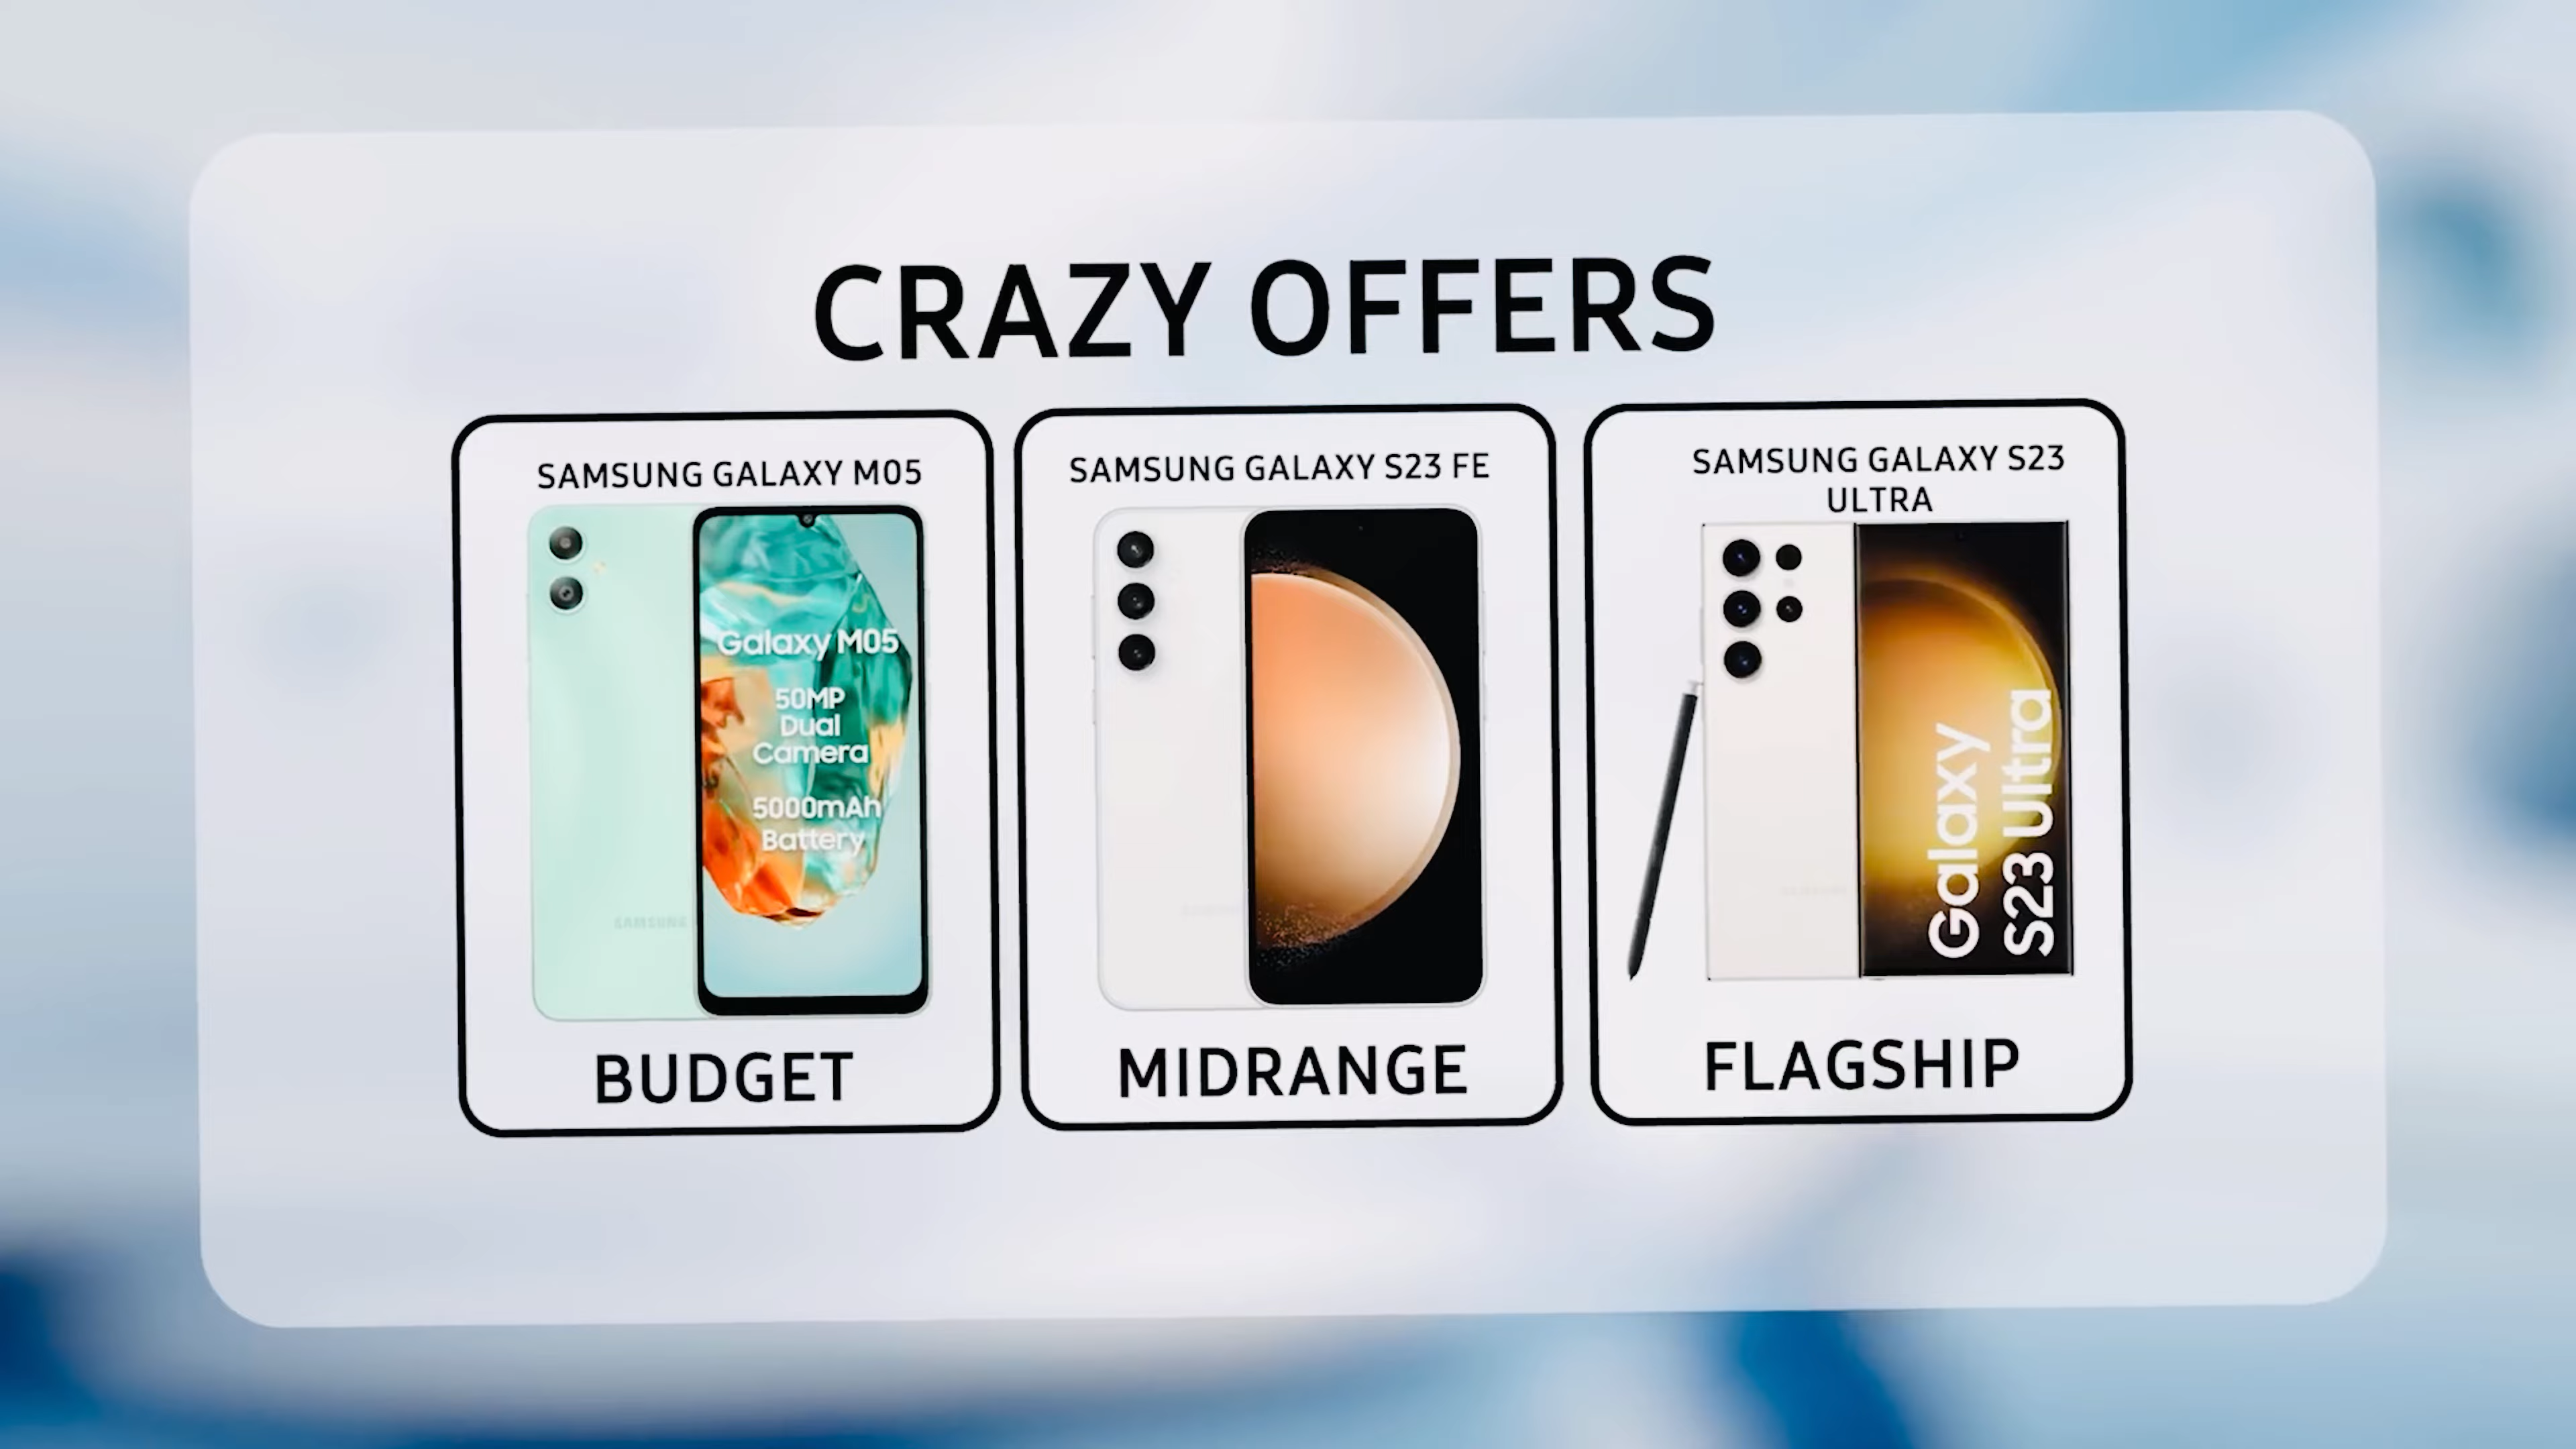 CRAZY OFFERS
SAMSUNG GALAXY M05
Galaxy M05
50MP
Dual
Camera
5000mAh
Battery
SAMSUNG
BUDGET
SAMSUNG GALAXY S23 FE
MIDRANGE
SAMSUNG GALAXY S23
ULTRA
Galaxy
S23 Ultra
FLAGSHIP